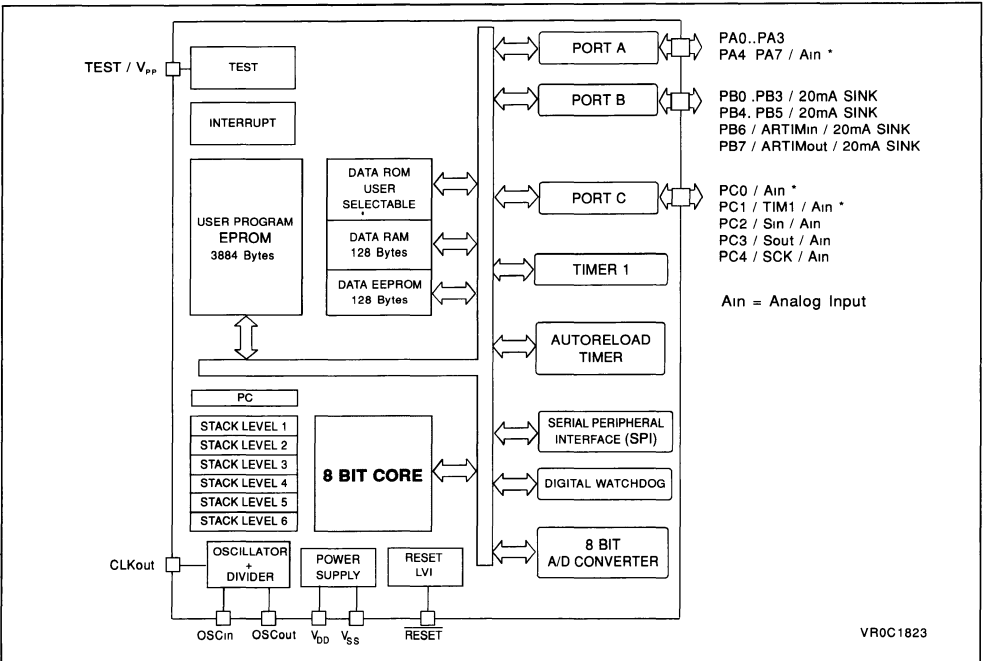 TEST / VPP
TEST
INTERRUPT
USER PROGRAM
EPROM
3884 Bytes
DATA ROM
USER
SELECTABLE
DATA RAM
128 Bytes
DATA EEPROM
128 Bytes
PC
STACK LEVEL 1
STACK LEVEL 2
STACK LEVEL 3
STACK LEVEL 4
STACK LEVEL 5
STACK LEVEL 6
8 BIT CORE
CLKout
OSCILLATOR
+
DIVIDER
POWER
SUPPLY
RESET
LVI
OSCin
OSCout
VDD
VSS
RESET
PORT A
PORT B
PORT C
TIMER 1
AUTORELOAD
TIMER
SERIAL PERIPHERAL
INTERFACE (SPI)
DIGITAL WATCHDOG
8 BIT
A/D CONVERTER
PA0..PA3
PA4 PA7 / Ain *
PB0 .PB3 / 20mA SINK
PB4. PB5 / 20mA SINK
PB6 / ARTIMin / 20mA SINK
PB7 / ARTIMout / 20mA SINK
PC0 / Ain *
PC1 / TIM1 / Ain *
PC2 / Sin / Ain
PC3 / Sout / Ain
PC4 / SCK / Ain
Ain = Analog Input
VR0C1823